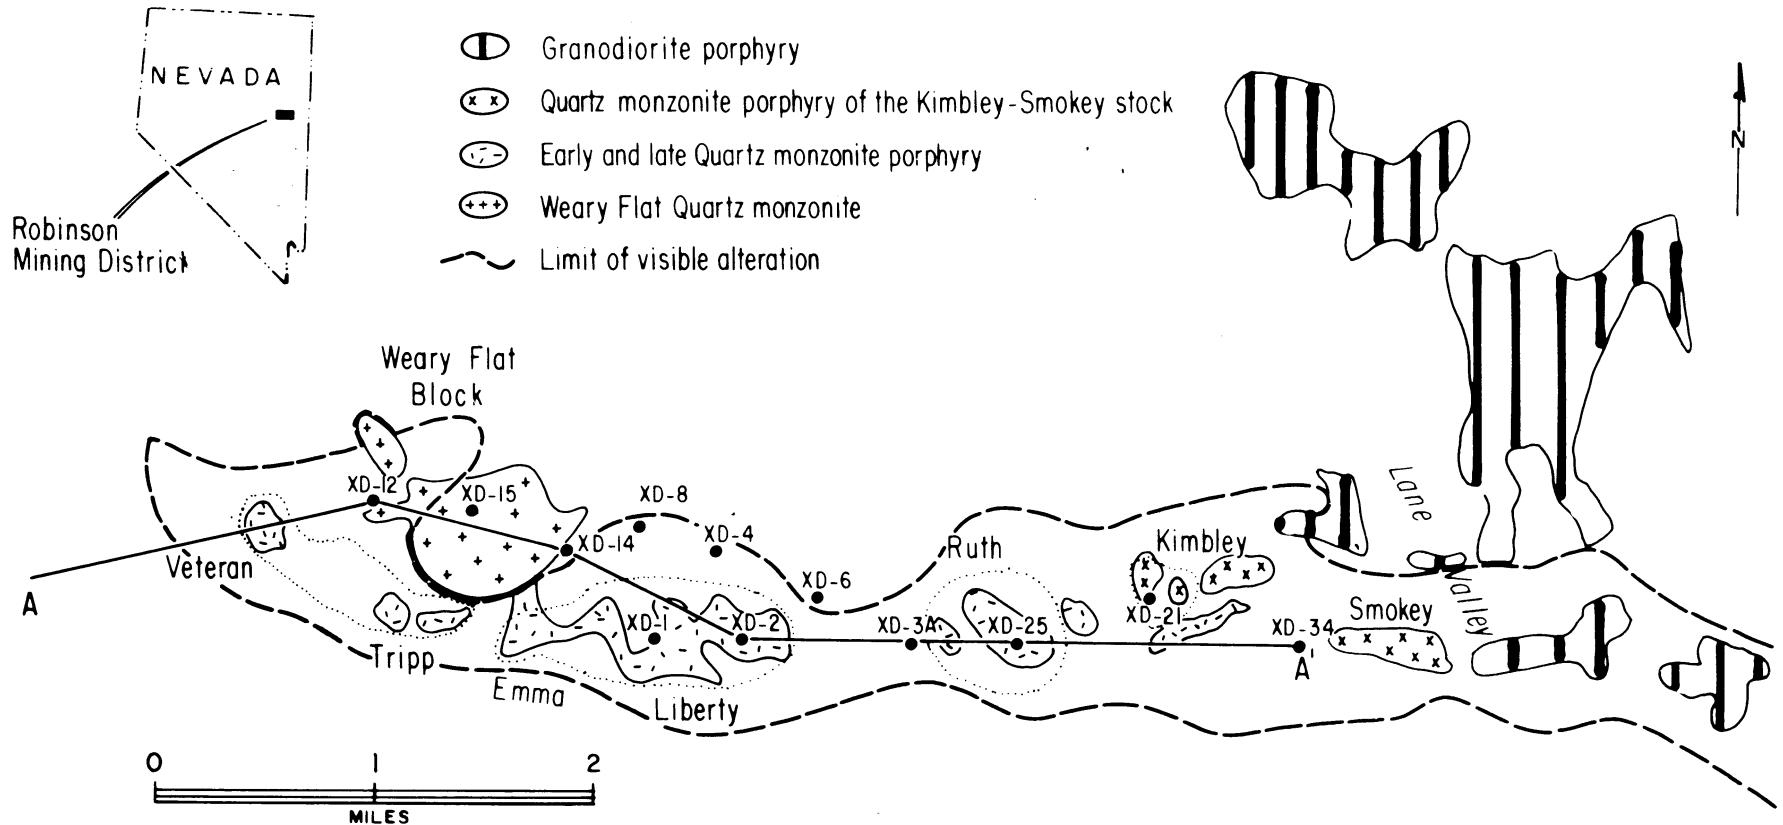 NEVADA
Robinson
Mining District
Granodiorite porphyry
Quartz monzonite porphyry of the Kimbley-Smokey stock
Early and late Quartz monzonite porphyry
Weary Flat Quartz monzonite
Limit of visible alteration
N
Weary Flat
Block
XD-12
XD-15
XD-8
XD-14
XD-4
Lane
Valley
Ruth
Kimbley
Veteran
XD-6
A
XD-1
XD-2
XD-3A
XD-25
XD-21
XD-34
A'
Smokey
Tripp
Emma
Liberty
0 1 2
MILES